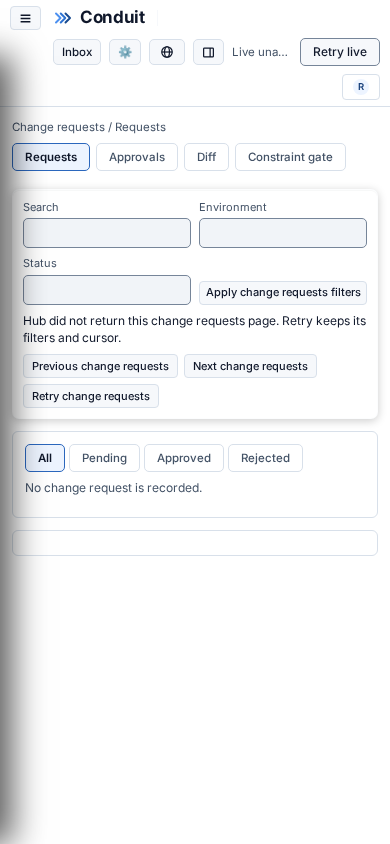 Conduit
Inbox
Live una...
Retry live
R
Change requests / Requests
Requests
Approvals
Diff
Constraint gate
Search
Environment
Status
Apply change requests filters
Hub did not return this change requests page. Retry keeps its
filters and cursor.
Previous change requests
Next change requests
Retry change requests
All
Pending
Approved
Rejected
No change request is recorded.